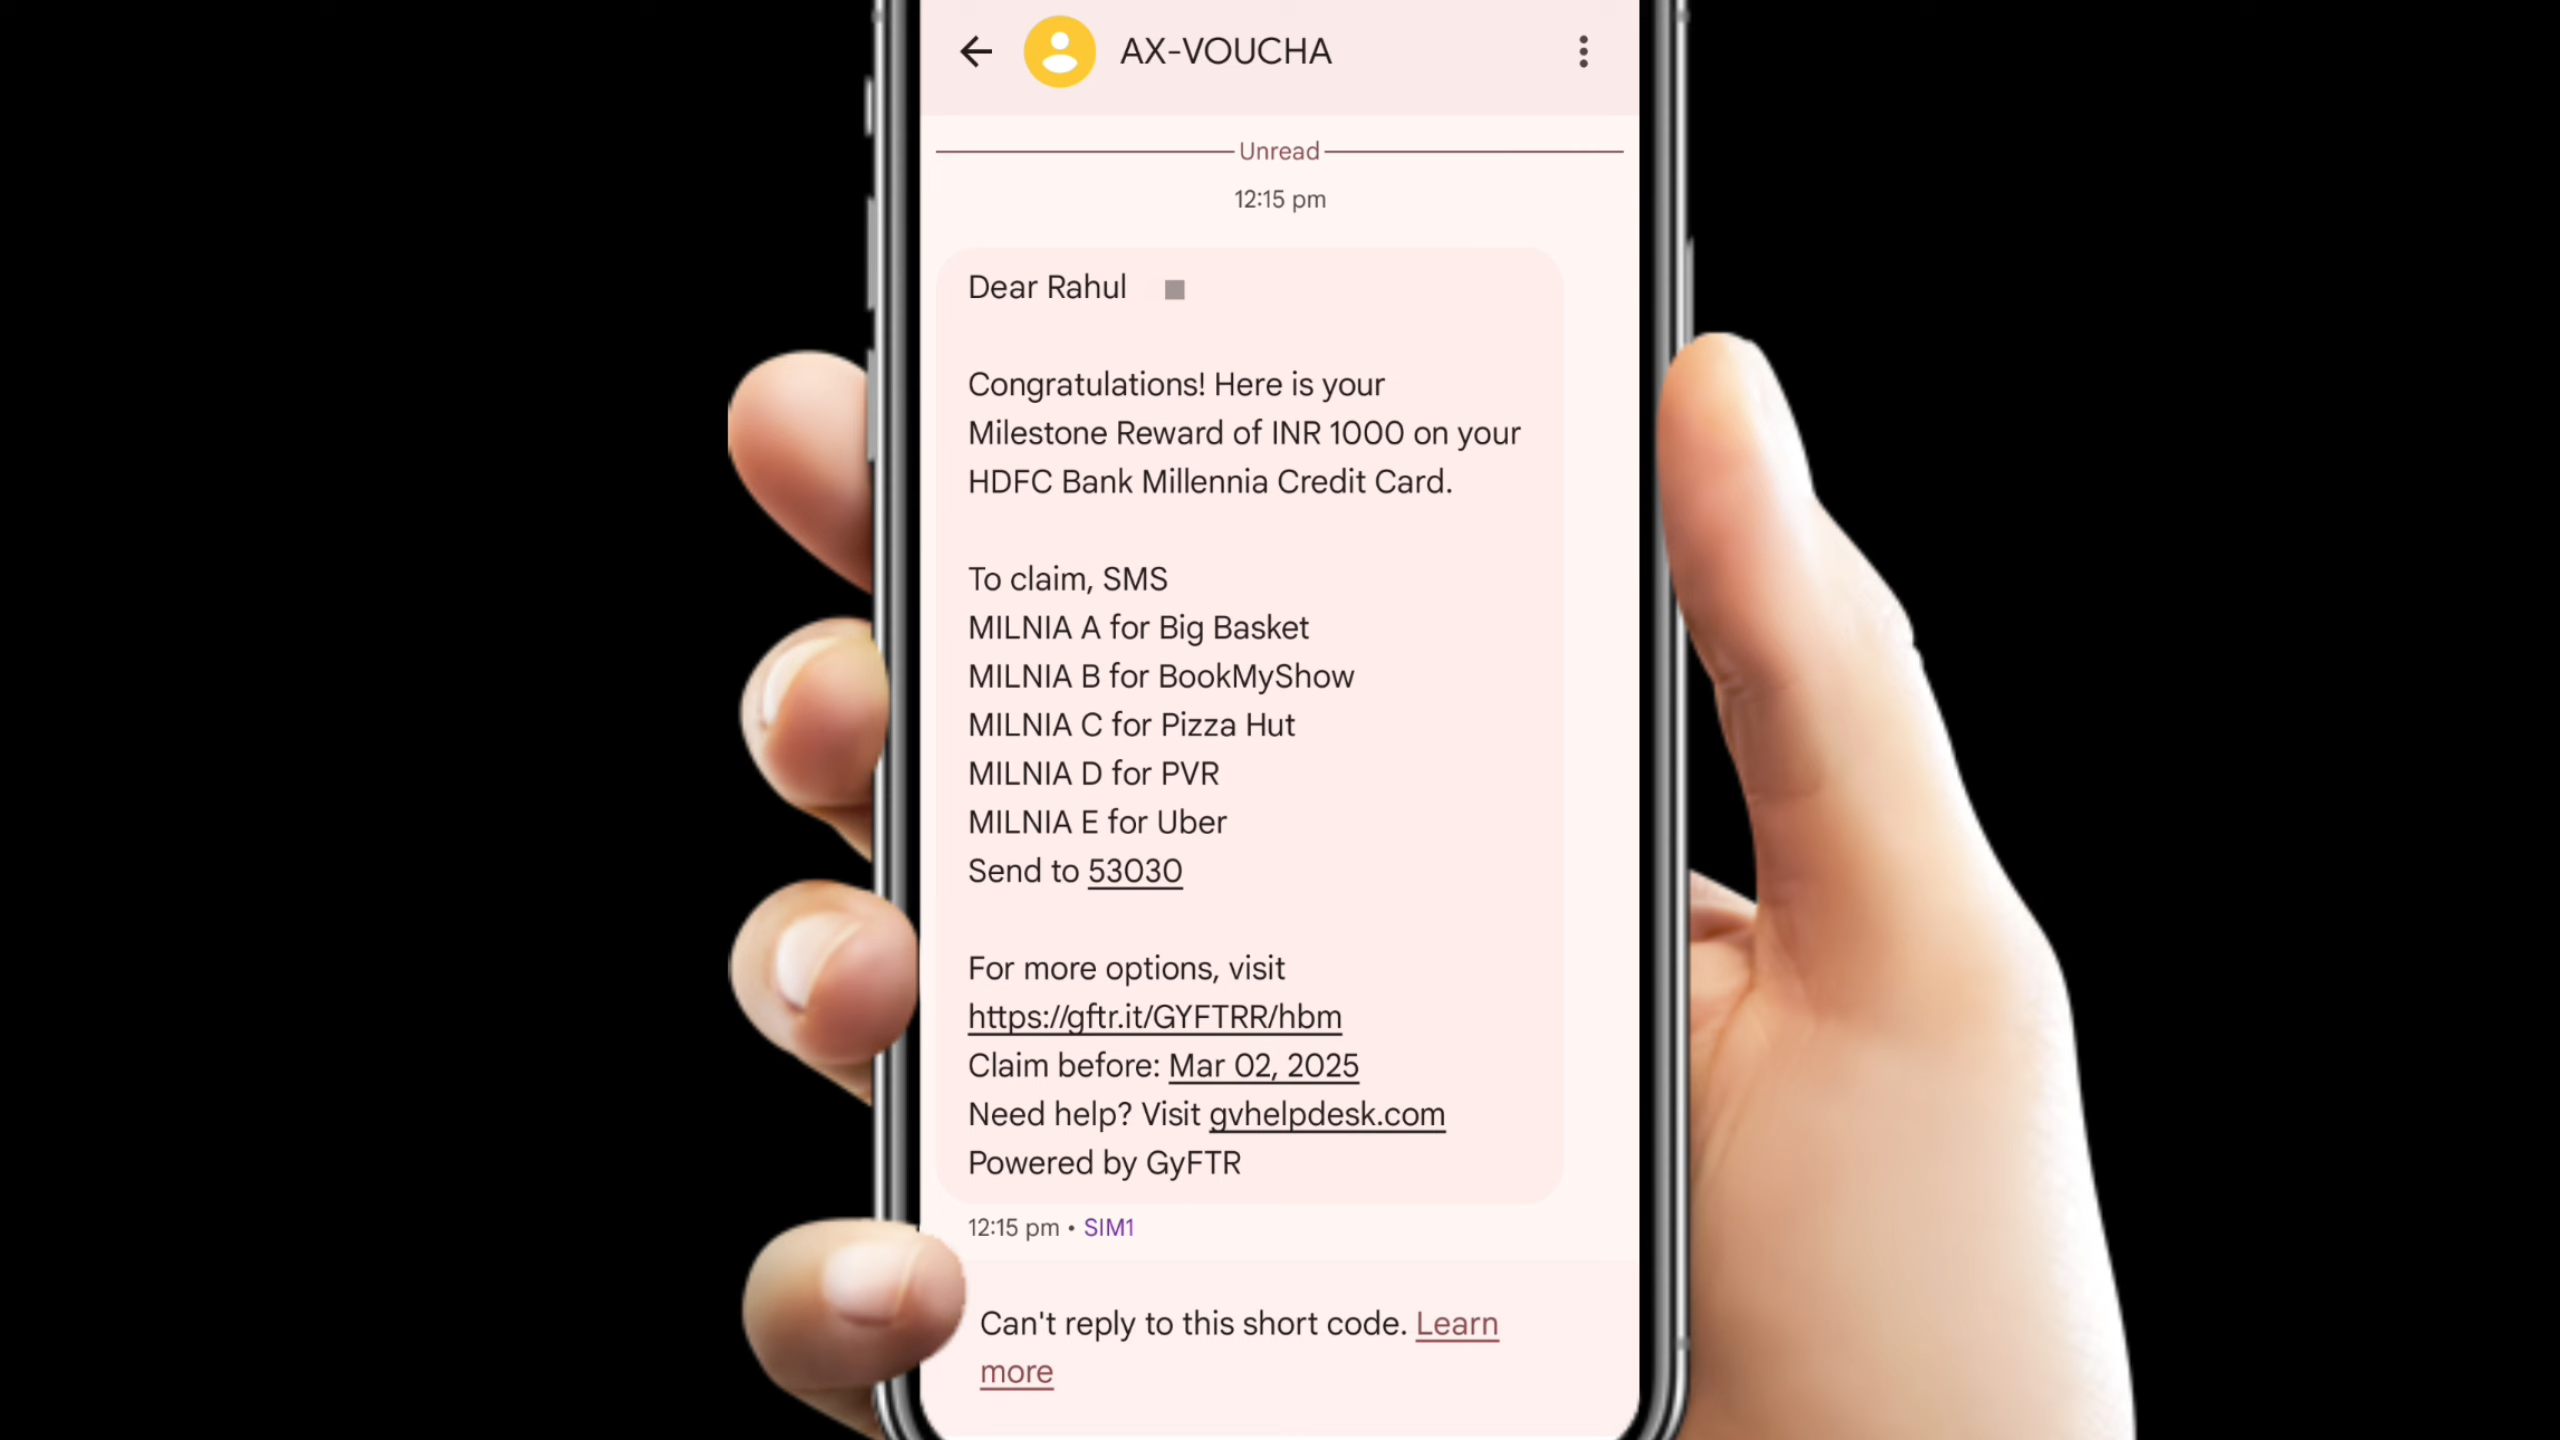 AX-VOUCHA
Unread
12:15 pm
Dear Rahul
Congratulations! Here is your
Milestone Reward of INR 1000 on your
HDFC Bank Millennia Credit Card.
To claim, SMS
MILNIA A for Big Basket
MILNIA B for BookMyShow
MILNIA C for Pizza Hut
MILNIA D for PVR
MILNIA E for Uber
Send to 53030
For more options, visit
https://gftr.it/GYFTRR/hbm
Claim before: Mar 02, 2025
Need help? Visit gvhelpdesk.com
Powered by GyFTR
12:15 pm • SIM1
Can't reply to this short code. Learn
more